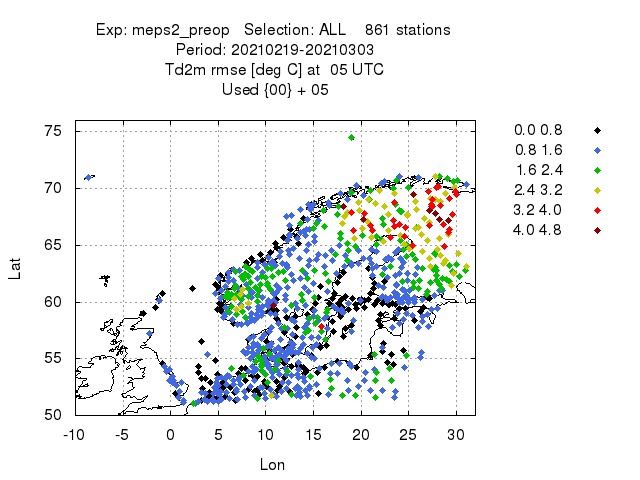 Exp: meps2_preop   Selection: ALL    861 stations
Period: 20210219-20210303
Td2m rmse [deg C] at  05 UTC
Used {00} + 05
75
70
65
60
55
50
Lat
-10 -5 0 5 10 15 20 25 30
Lon
0.0 0.8
0.8 1.6
1.6 2.4
2.4 3.2
3.2 4.0
4.0 4.8